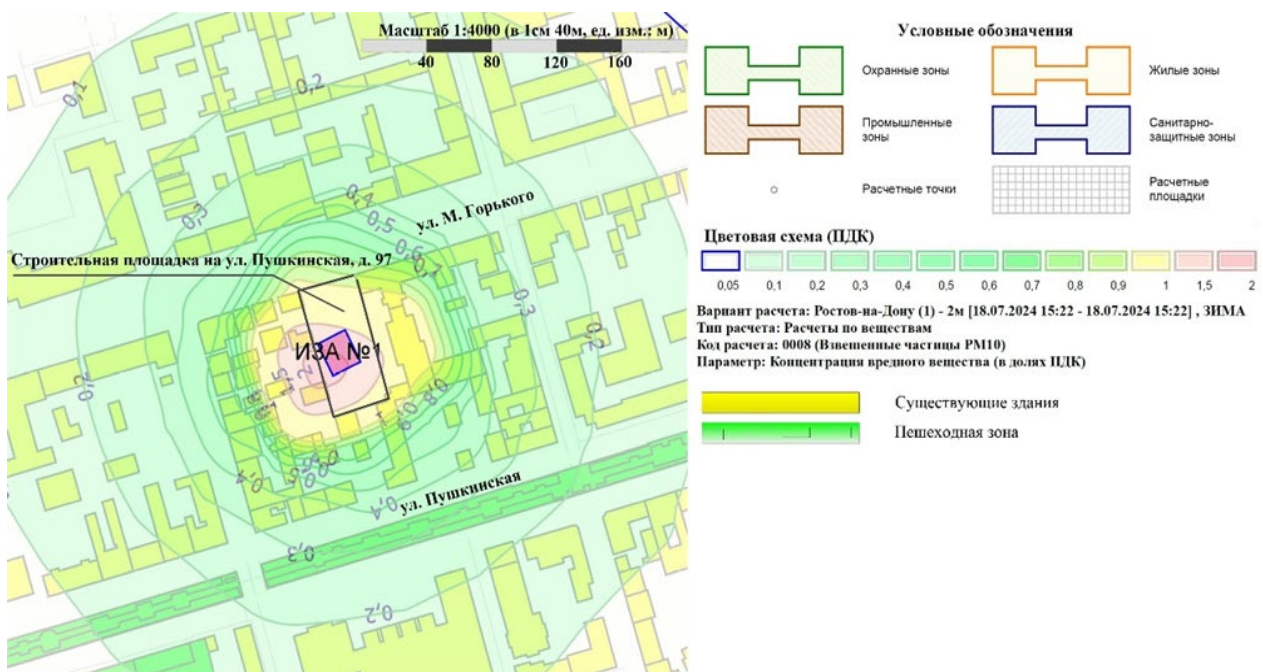 Масштаб 1:4000 (в 1см 40м, ед. изм.: м)
40 80 120 160
0,1
0,2
0,3
0,4
0,5
0,6
0,7
ул. М. Горького
Строительная площадка на ул. Пушкинская, д. 97
0,3
0,2
ИЗА №1
1,5
2
0,2
0,8
0,9
1
0,4
0,4
ул. Пушкинская
0,3
0,2
Условные обозначения
Охранные зоны
Жилые зоны
Промышленные
зоны
Санитарно-
защитные зоны
Расчетные точки
Расчетные
площадки
Цветовая схема (ПДК)
0,05 0,1 0,2 0,3 0,4 0,5 0,6 0,7 0,8 0,9 1 1,5 2
Вариант расчета: Ростов-на-Дону (1) - 2м [18.07.2024 15:22 - 18.07.2024 15:22] , ЗИМА
Тип расчета: Расчеты по веществам
Код расчета: 0008 (Взвешенные частицы PM10)
Параметр: Концентрация вредного вещества (в долях ПДК)
Существующие здания
Пешеходная зона